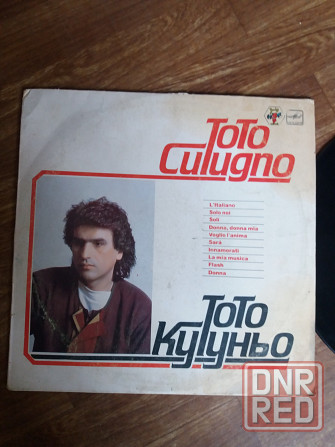 ToTo
Cutugno
L'Italiano
Solo noi
Soli
Donna, donna mia
Voglio l'anima
Sarà
Innamorati
La mia musica
Flash
Donna
ТоТо
Кутуньо
DNR
RED